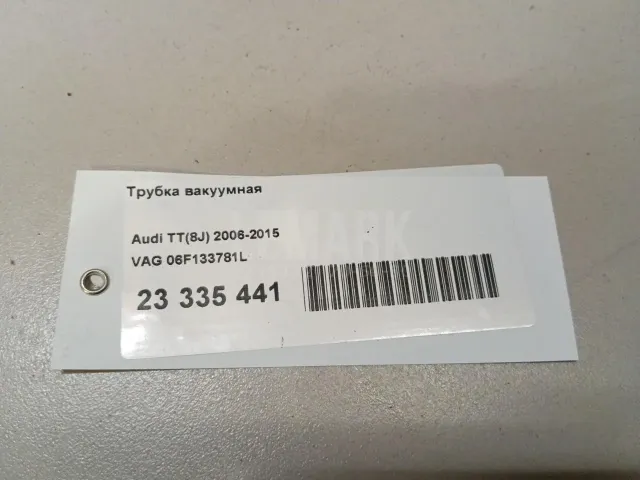 Трубка вакуумная
Audi TT(8J) 2006-2015
VAG 06F133781L
23 335 441